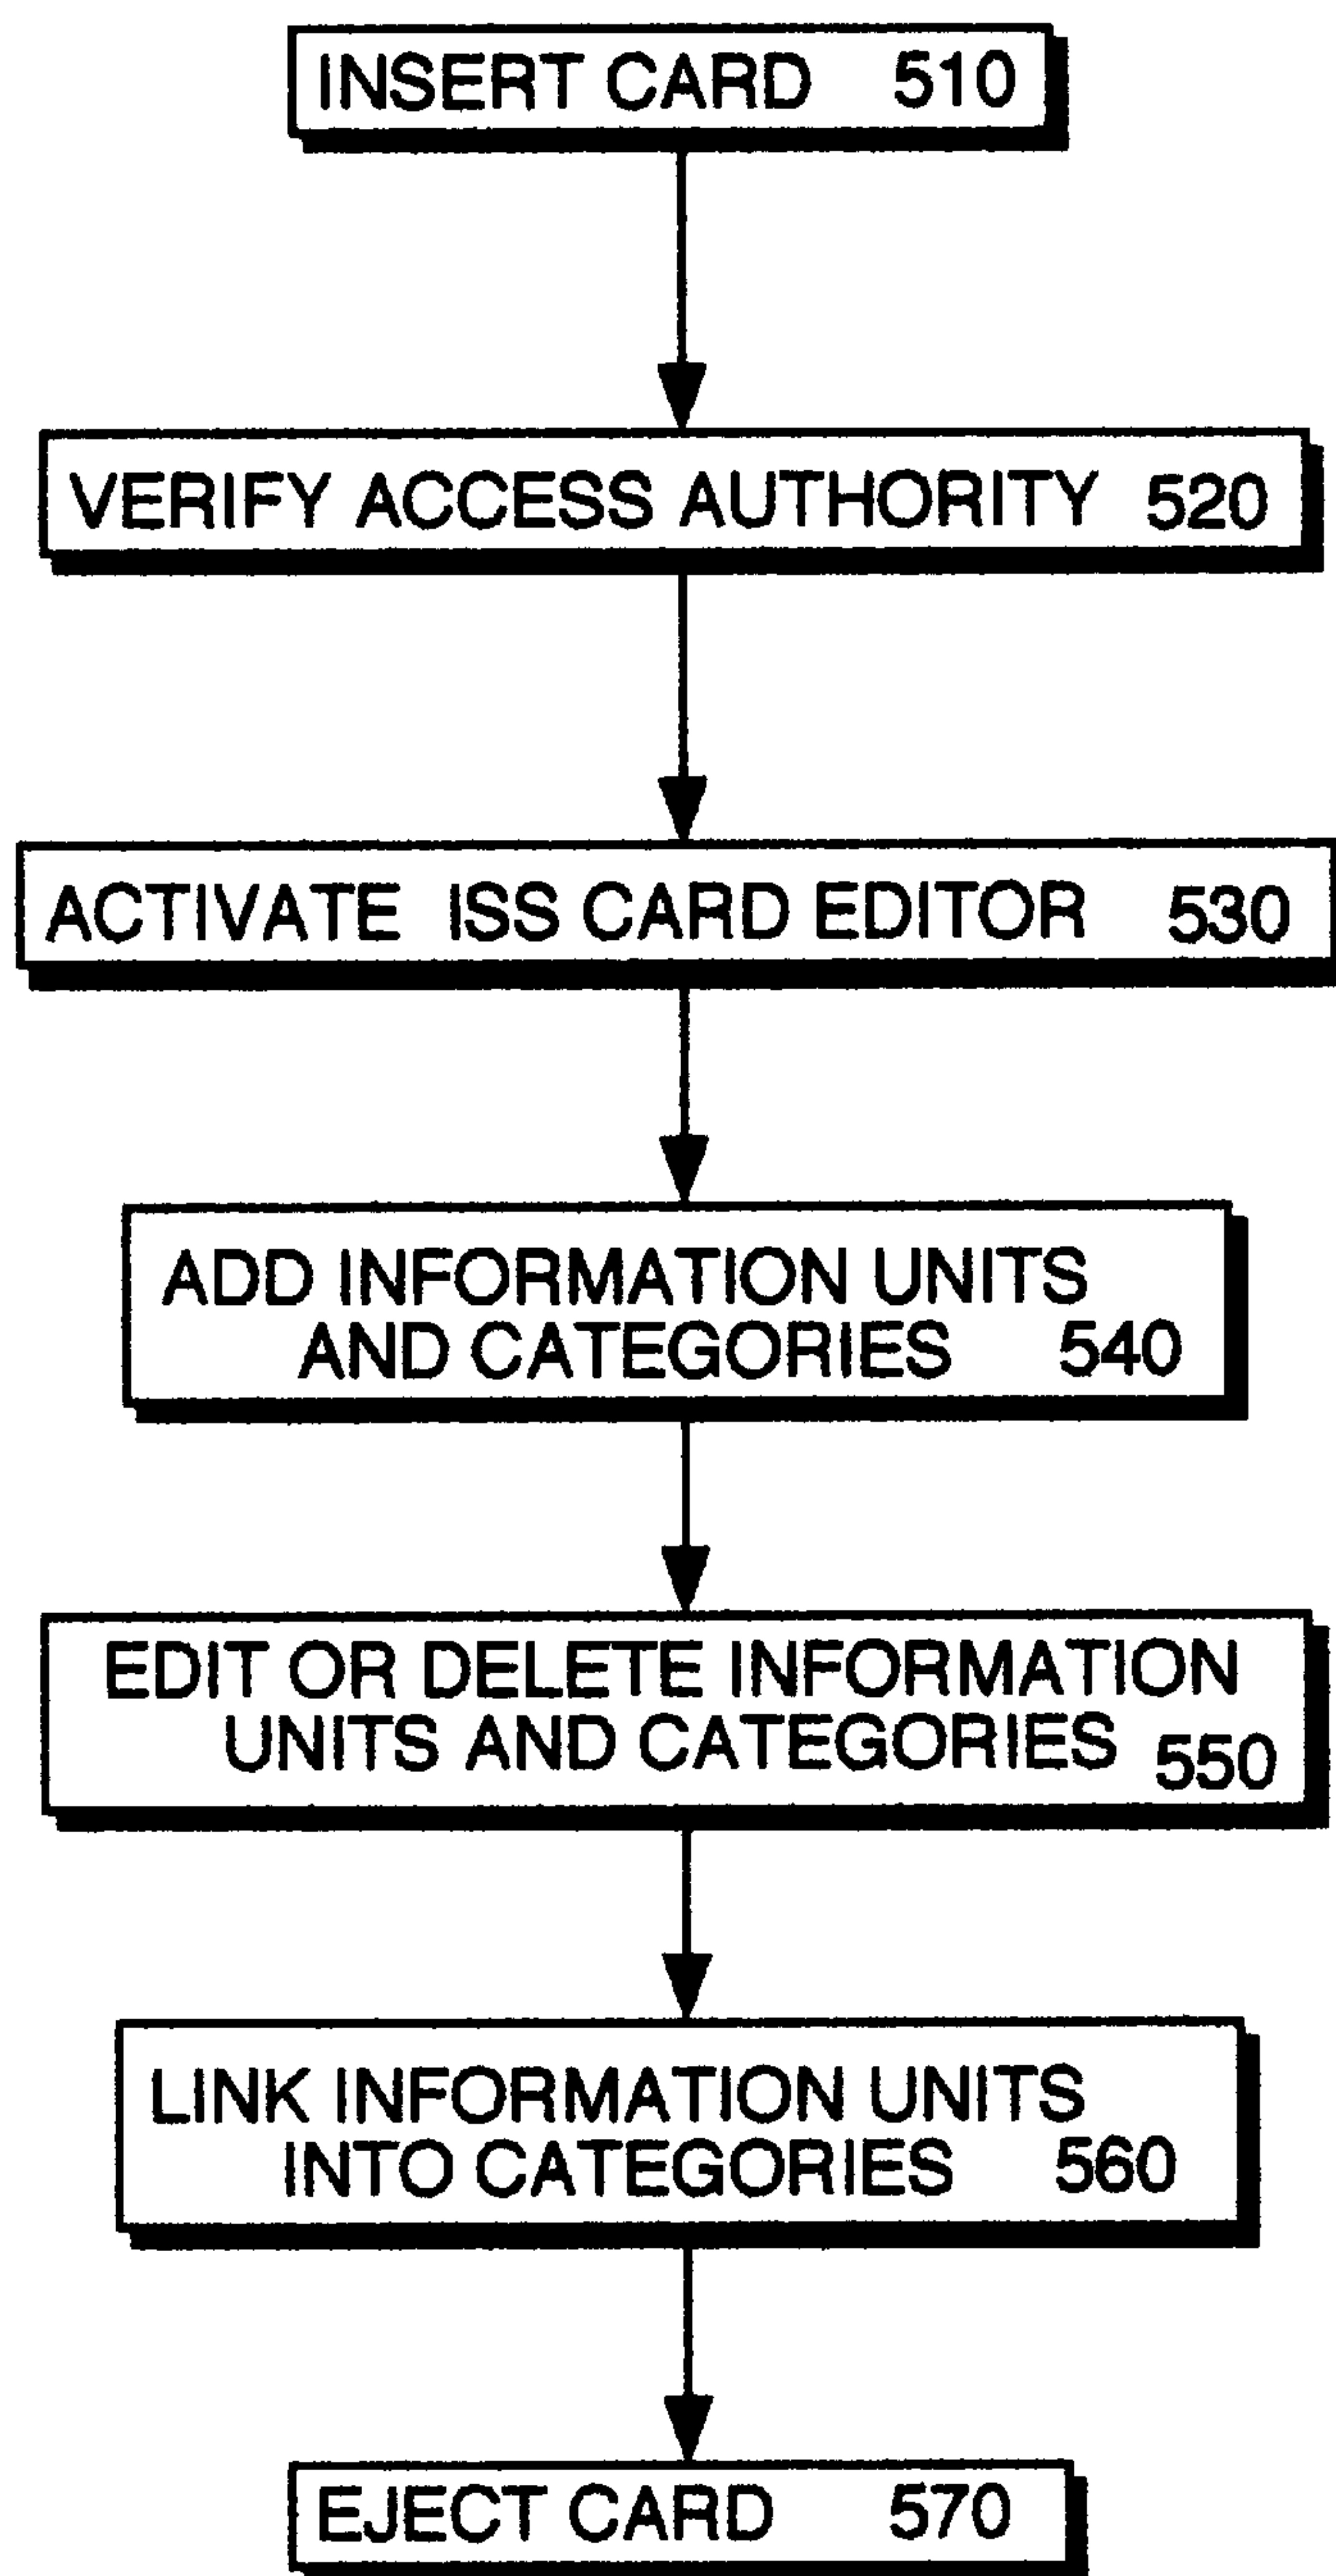 INSERT CARD 510
VERIFY ACCESS AUTHORITY 520
ACTIVATE ISS CARD EDITOR 530
ADD INFORMATION UNITS
AND CATEGORIES 540
EDIT OR DELETE INFORMATION
UNITS AND CATEGORIES 550
LINK INFORMATION UNITS
INTO CATEGORIES 560
EJECT CARD 570